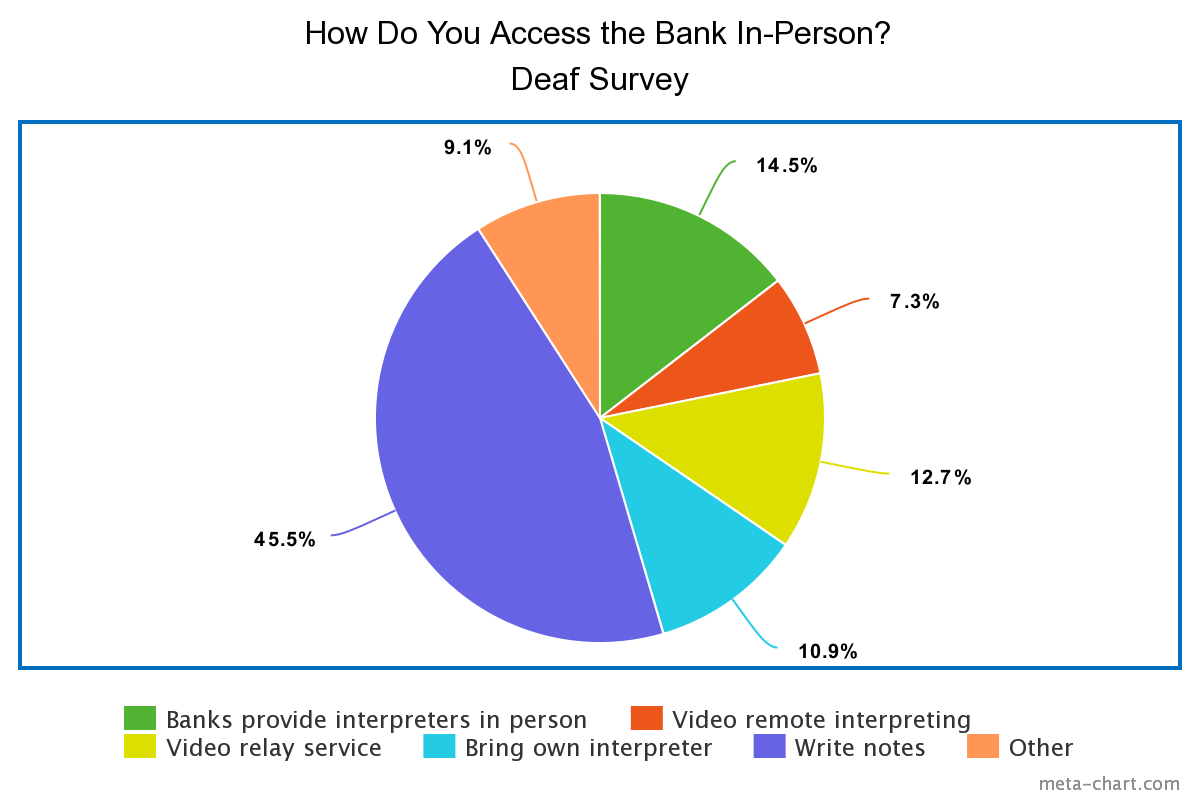 How Do You Access the Bank In-Person?
Deaf Survey
9.1%
14.5%
7.3%
12.7%
45.5%
10.9%
Banks provide interpreters in person Video remote interpreting
Video relay service Bring own interpreter Write notes Other
meta-chart.com